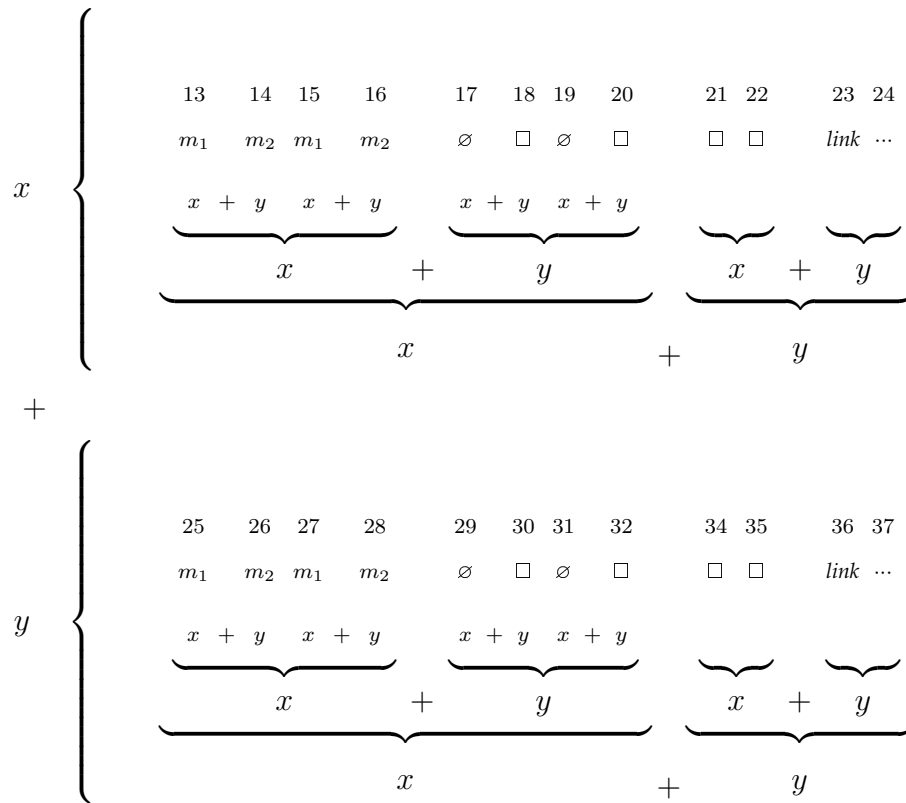 13 14 15 16 17 18 19 20 21 22 23 24
m₁ m₂ m₁ m₂ ∅ □ ∅ □ □ □ link ···
x
x + y x + y x + y x + y
x + y x + y
x + y
+
25 26 27 28 29 30 31 32 34 35 36 37
m₁ m₂ m₁ m₂ ∅ □ ∅ □ □ □ link ···
y
x + y x + y x + y x + y
x + y x + y
x + y